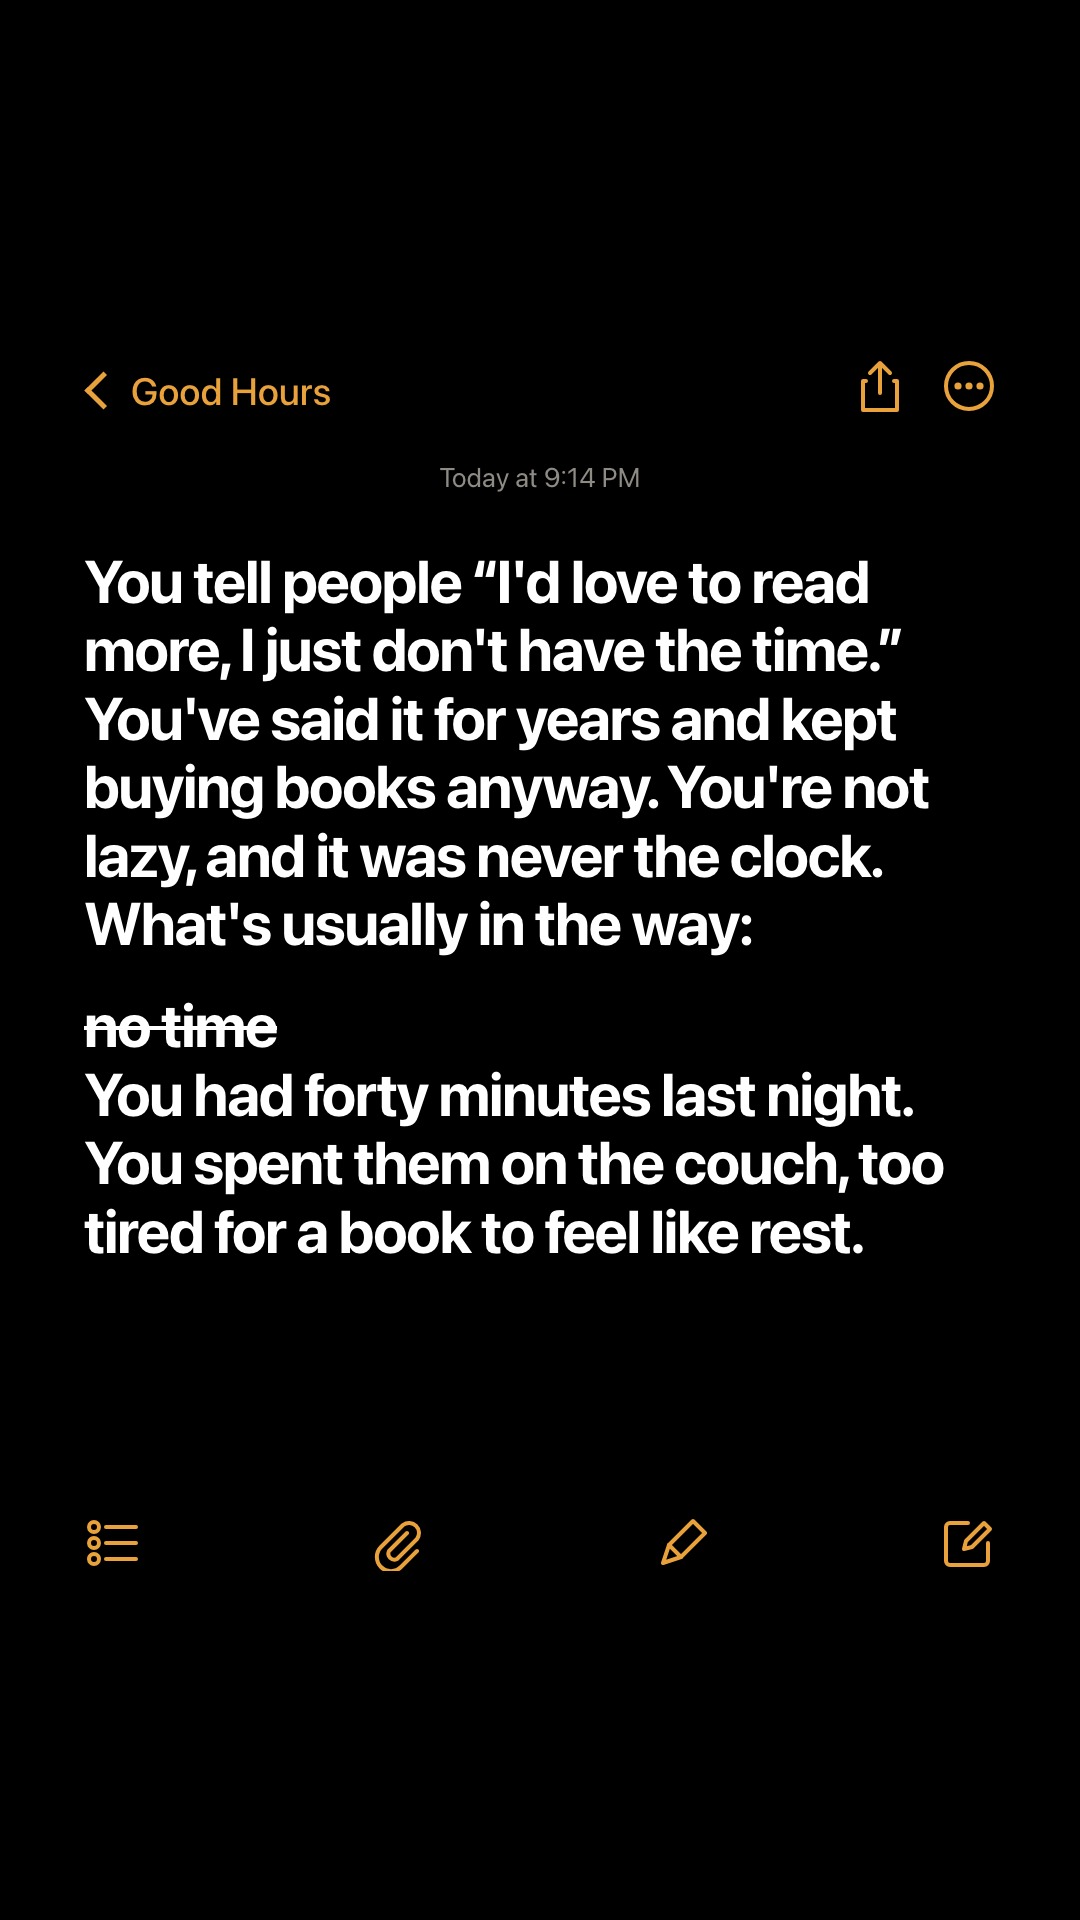 Good Hours
Today at 9:14 PM
You tell people “I'd love to read
more, I just don't have the time.”
You've said it for years and kept
buying books anyway. You're not
lazy, and it was never the clock.
What's usually in the way:
no time
You had forty minutes last night.
You spent them on the couch, too
tired for a book to feel like rest.